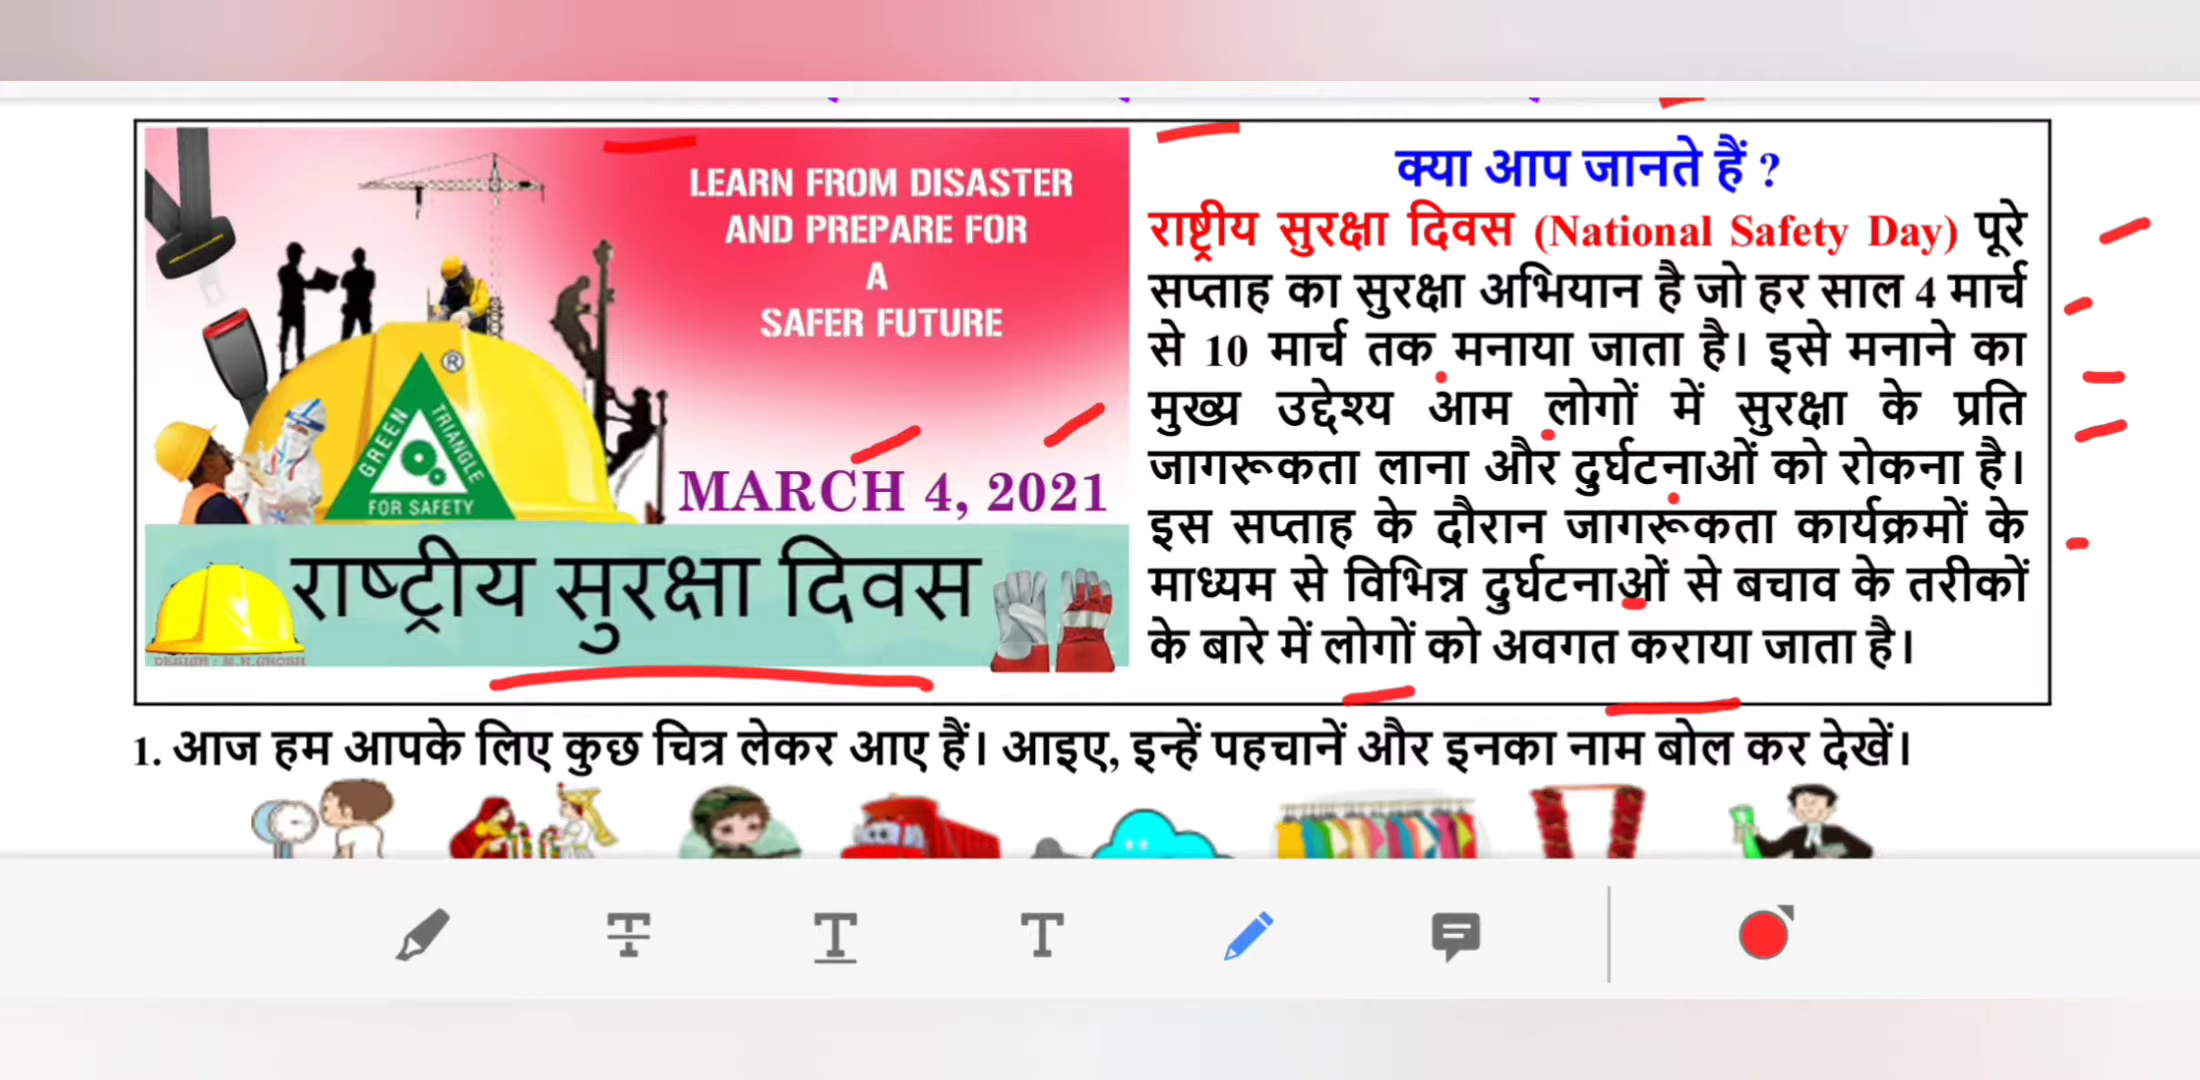 LEARN FROM DISASTER
AND PREPARE FOR
A
SAFER FUTURE
®
GREEN
TRIANGLE
FOR SAFETY
MARCH 4, 2021
राष्ट्रीय सुरक्षा दिवस
DESIGN : M.K.GHOSH
क्या आप जानते हैं ?
राष्ट्रीय सुरक्षा दिवस (National Safety Day) पूरे
सप्ताह का सुरक्षा अभियान है जो हर साल 4 मार्च
से 10 मार्च तक मनाया जाता है। इसे मनाने का
मुख्य उद्देश्य आम लोगों में सुरक्षा के प्रति
जागरूकता लाना और दुर्घटनाओं को रोकना है।
इस सप्ताह के दौरान जागरूकता कार्यक्रमों के
माध्यम से विभिन्न दुर्घटनाओं से बचाव के तरीकों
के बारे में लोगों को अवगत कराया जाता है।
1. आज हम आपके लिए कुछ चित्र लेकर आए हैं। आइए, इन्हें पहचानें और इनका नाम बोल कर देखें।